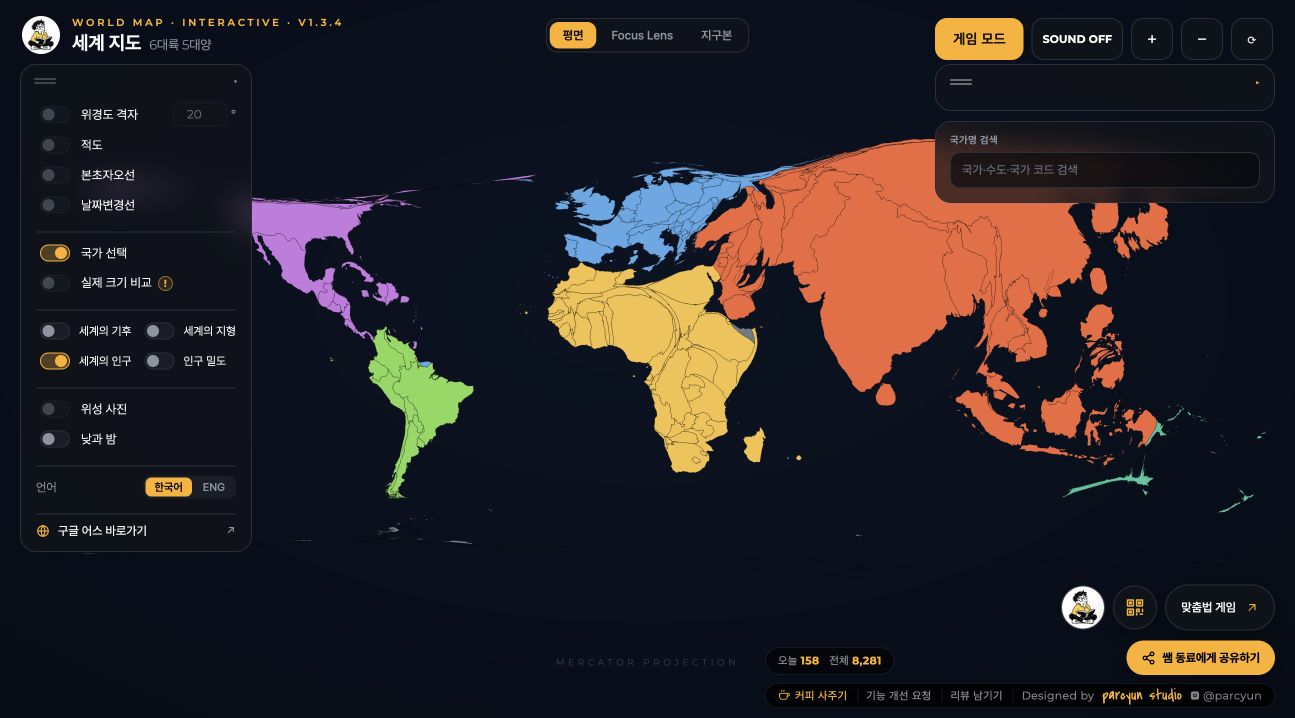 WORLD MAP · INTERACTIVE · V1.3.4
세계 지도 6대륙 5대양
평면 Focus Lens 지구본
게임 모드 SOUND OFF + − ⟳
위경도 격자 20 °
적도
본초자오선
날짜변경선
국가 선택
실제 크기 비교 !
세계의 기후 세계의 지형
세계의 인구 인구 밀도
위성 사진
낮과 밤
언어 한국어 ENG
구글 어스 바로가기 ↗
국가명 검색
국가·수도·국가 코드 검색
맞춤법 게임 ↗
MERCATOR PROJECTION
오늘 158 전체 8,281
쌤 동료에게 공유하기
커피 사주기 기능 개선 요청 리뷰 남기기 Designed by parcyun studio @parcyun